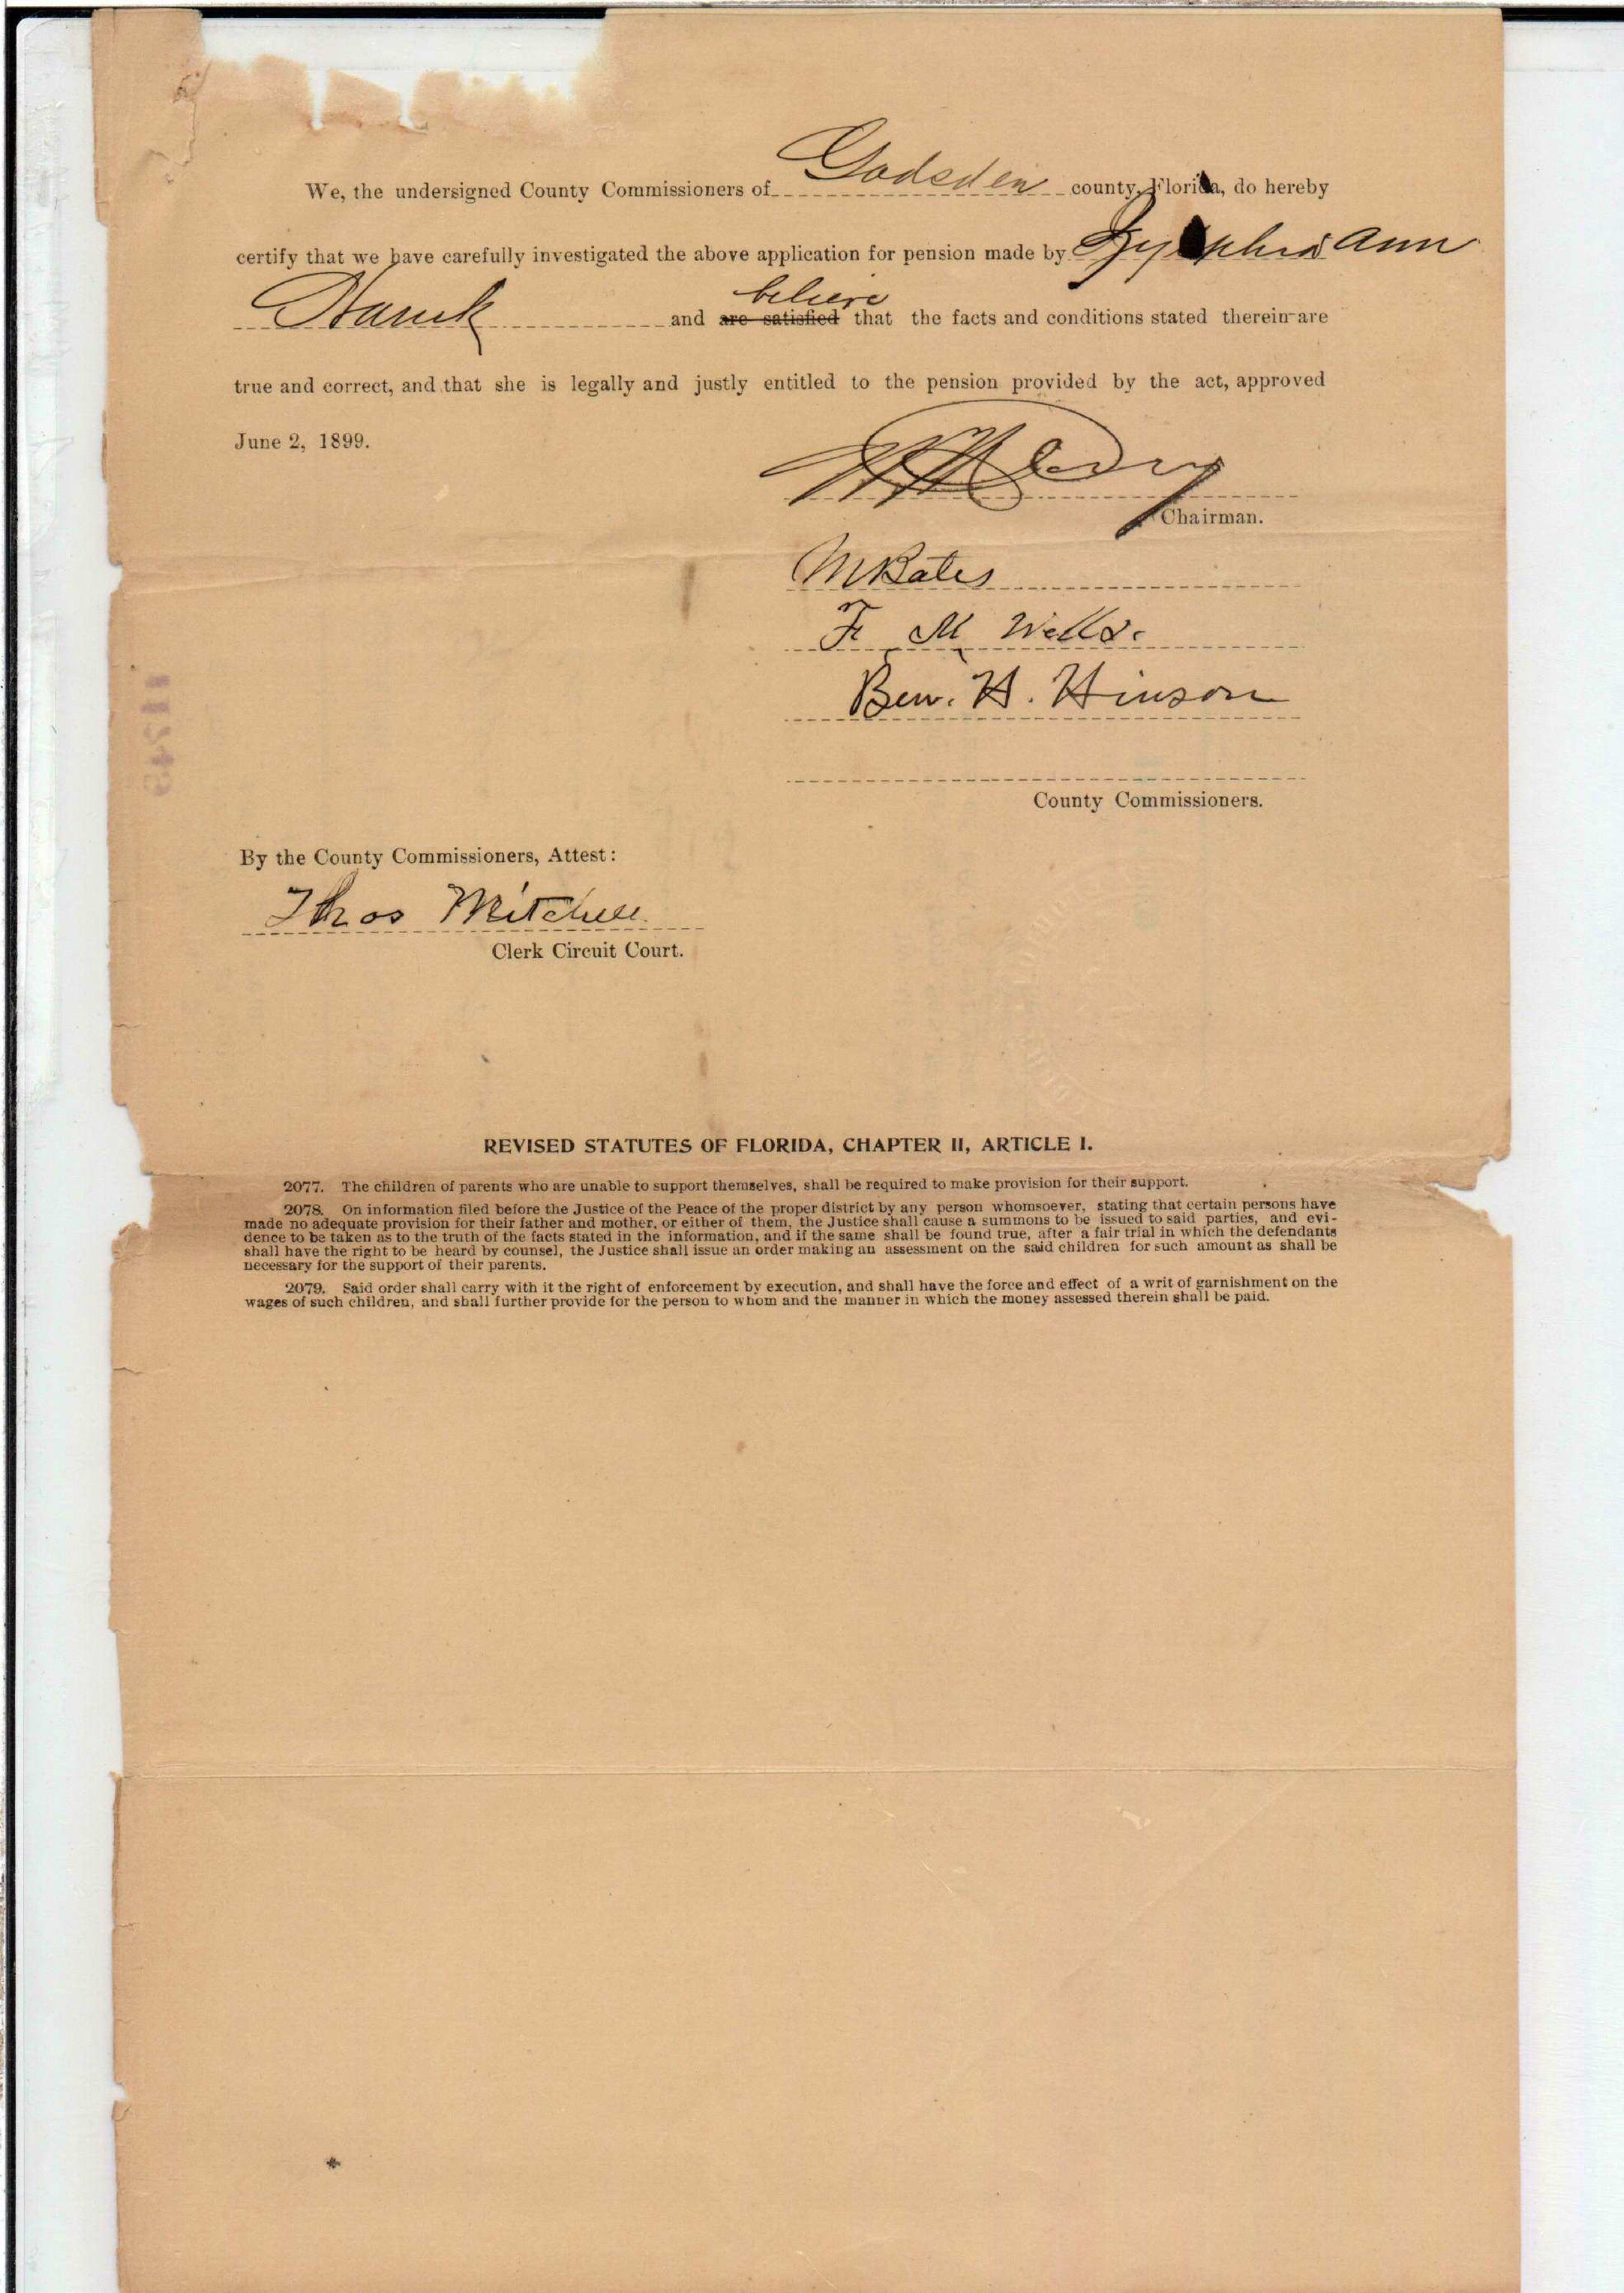 We, the undersigned County Commissioners of Gadsden county, Florida, do hereby
certify that we have carefully investigated the above application for pension made by Ann
believe
and are satisfied that the facts and conditions stated therein are
true and correct, and that she is legally and justly entitled to the pension provided by the act, approved
June 2, 1899.
Chairman.
M Bates
F. M Wells.
Ben. H. Hinson
County Commissioners.
By the County Commissioners, Attest:
Thos Mitchell
Clerk Circuit Court.
REVISED STATUTES OF FLORIDA, CHAPTER II, ARTICLE I.
2077. The children of parents who are unable to support themselves, shall be required to make provision for their support.
2078. On information filed before the Justice of the Peace of the proper district by any person whomsoever, stating that certain persons have
made no adequate provision for their father and mother, or either of them, the Justice shall cause a summons to be issued to said parties, and evi-
dence to be taken as to the truth of the facts stated in the information, and if the same shall be found true, after a fair trial in which the defendants
shall have the right to be heard by counsel, the Justice shall issue an order making an assessment on the said children for such amount as shall be
necessary for the support of their parents.
2079. Said order shall carry with it the right of enforcement by execution, and shall have the force and effect of a writ of garnishment on the
wages of such children, and shall further provide for the person to whom and the manner in which the money assessed therein shall be paid.